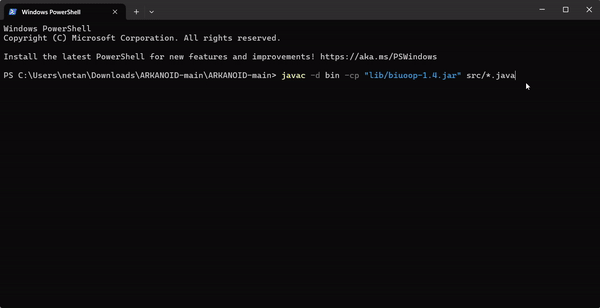 Windows PowerShell
Windows PowerShell
Copyright (C) Microsoft Corporation. All rights reserved.
Install the latest PowerShell for new features and improvements! https://aka.ms/PSWindows
PS C:\Users\netan\Downloads\ARKANOID-main\ARKANOID-main> javac -d bin -cp "lib/biuoop-1.4.jar" src/*.java